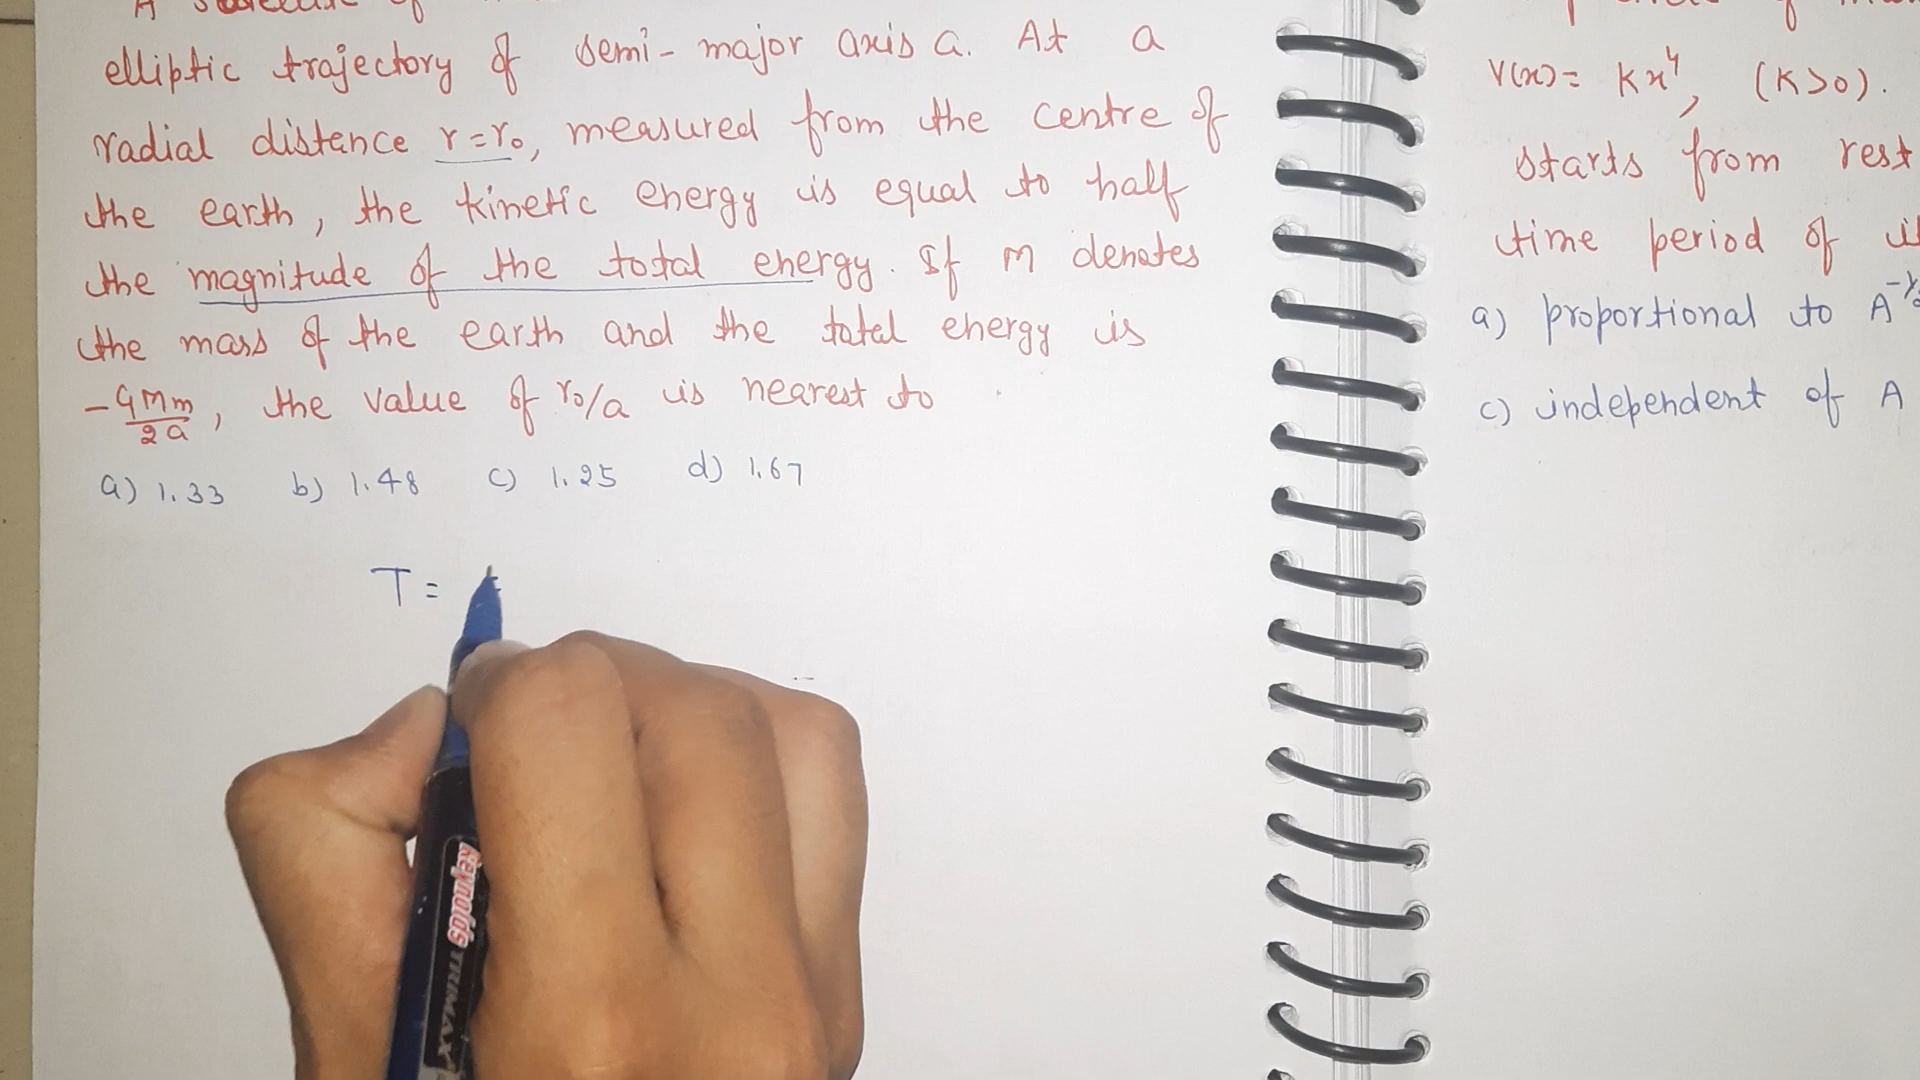 A satellite of
elliptic trajectory of semi-major axis a. At a
radial distance r=r₀, measured from the centre of
the earth, the kinetic energy is equal to half
the magnitude of the total energy. If M denotes
the mass of the earth and the total energy is
-GMm/2a, the value of r₀/a is nearest to
a) 1.33 b) 1.48 c) 1.25 d) 1.67
T=
V(x)= Kx⁴, (K>0).
starts from rest
time period of
a) proportional to A
c) independent of A
Reynolds
TRIMAX